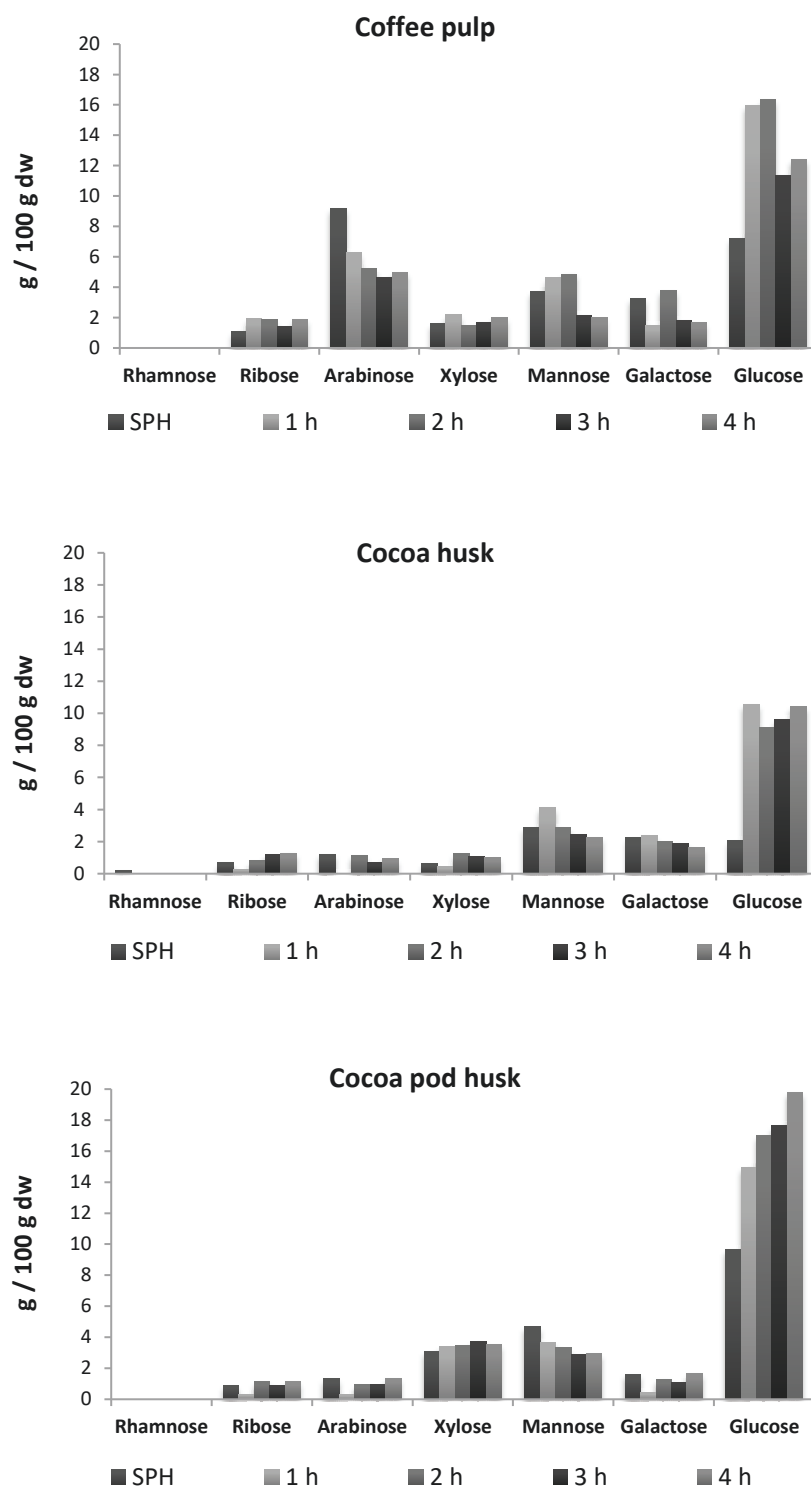 Coffee pulp
20
18
16
14
12
10
8
6
4
2
0
g / 100 g dw
Rhamnose Ribose Arabinose Xylose Mannose Galactose Glucose
SPH 1 h 2 h 3 h 4 h
Cocoa husk
20
18
16
14
12
10
8
6
4
2
0
g / 100 g dw
Rhamnose Ribose Arabinose Xylose Mannose Galactose Glucose
SPH 1 h 2 h 3 h 4 h
Cocoa pod husk
20
18
16
14
12
10
8
6
4
2
0
g / 100 g dw
Rhamnose Ribose Arabinose Xylose Mannose Galactose Glucose
SPH 1 h 2 h 3 h 4 h